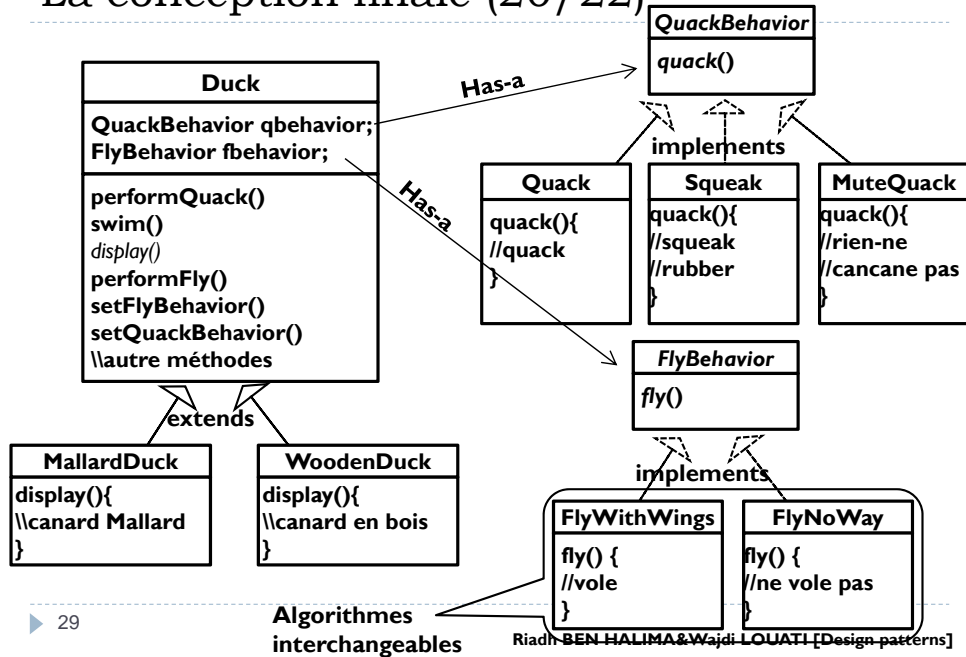 La conception finale (20/22)
QuackBehavior
quack()
Duck
QuackBehavior qbehavior;
FlyBehavior fbehavior;
performQuack()
swim()
display()
performFly()
setFlyBehavior()
setQuackBehavior()
\\autre méthodes
Has-a
Has-a
implements
Quack
quack(){
//quack
}
Squeak
quack(){
//squeak
//rubber
}
MuteQuack
quack(){
//rien-ne
//cancane pas
}
FlyBehavior
fly()
extends
MallardDuck
display(){
\\canard Mallard
}
WoodenDuck
display(){
\\canard en bois
}
implements
FlyWithWings
fly() {
//vole
}
FlyNoWay
fly() {
//ne vole pas
}
Algorithmes
interchangeables
29
Riadh BEN HALIMA&Wajdi LOUATI [Design patterns]